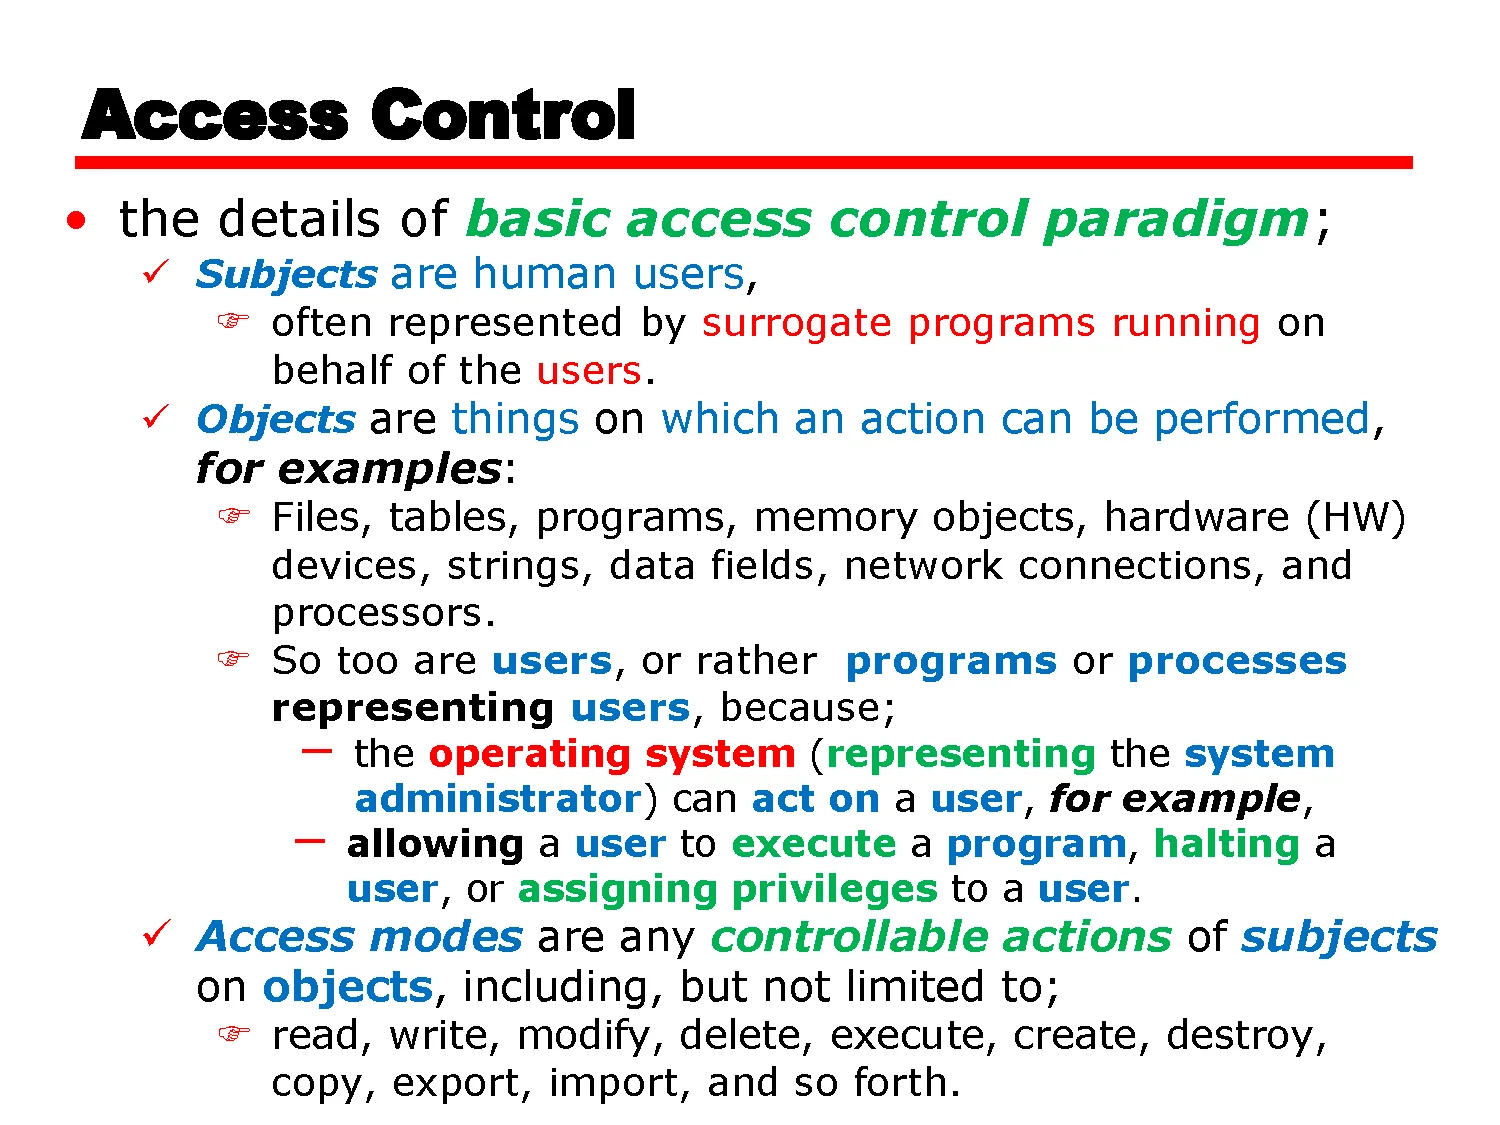 Access Control
• the details of basic access control paradigm;
✓ Subjects are human users,
☞ often represented by surrogate programs running on
behalf of the users.
✓ Objects are things on which an action can be performed,
for examples:
☞ Files, tables, programs, memory objects, hardware (HW)
devices, strings, data fields, network connections, and
processors.
☞ So too are users, or rather programs or processes
representing users, because;
– the operating system (representing the system
administrator) can act on a user, for example,
– allowing a user to execute a program, halting a
user, or assigning privileges to a user.
✓ Access modes are any controllable actions of subjects
on objects, including, but not limited to;
☞ read, write, modify, delete, execute, create, destroy,
copy, export, import, and so forth.